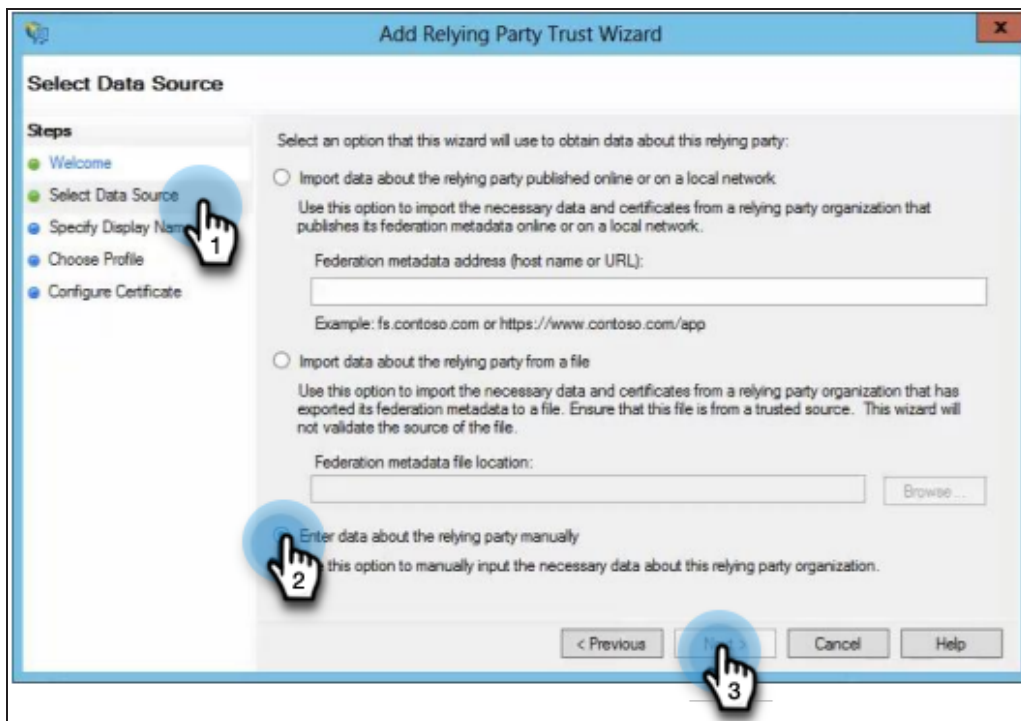 Add Relying Party Trust Wizard
x
Select Data Source
Steps
Welcome
Select Data Source
Specify Display Name
Choose Profile
Configure Certificate
1
Select an option that this wizard will use to obtain data about this relying party:
Import data about the relying party published online or on a local network
Use this option to import the necessary data and certificates from a relying party organization that
publishes its federation metadata online or on a local network.
Federation metadata address (host name or URL):
Example: fs.contoso.com or https://www.contoso.com/app
Import data about the relying party from a file
Use this option to import the necessary data and certificates from a relying party organization that has
exported its federation metadata to a file. Ensure that this file is from a trusted source. This wizard will
not validate the source of the file.
Federation metadata file location:
Browse...
Enter data about the relying party manually
this option to manually input the necessary data about this relying party organization.
2
< Previous
Next >
Cancel
Help
3